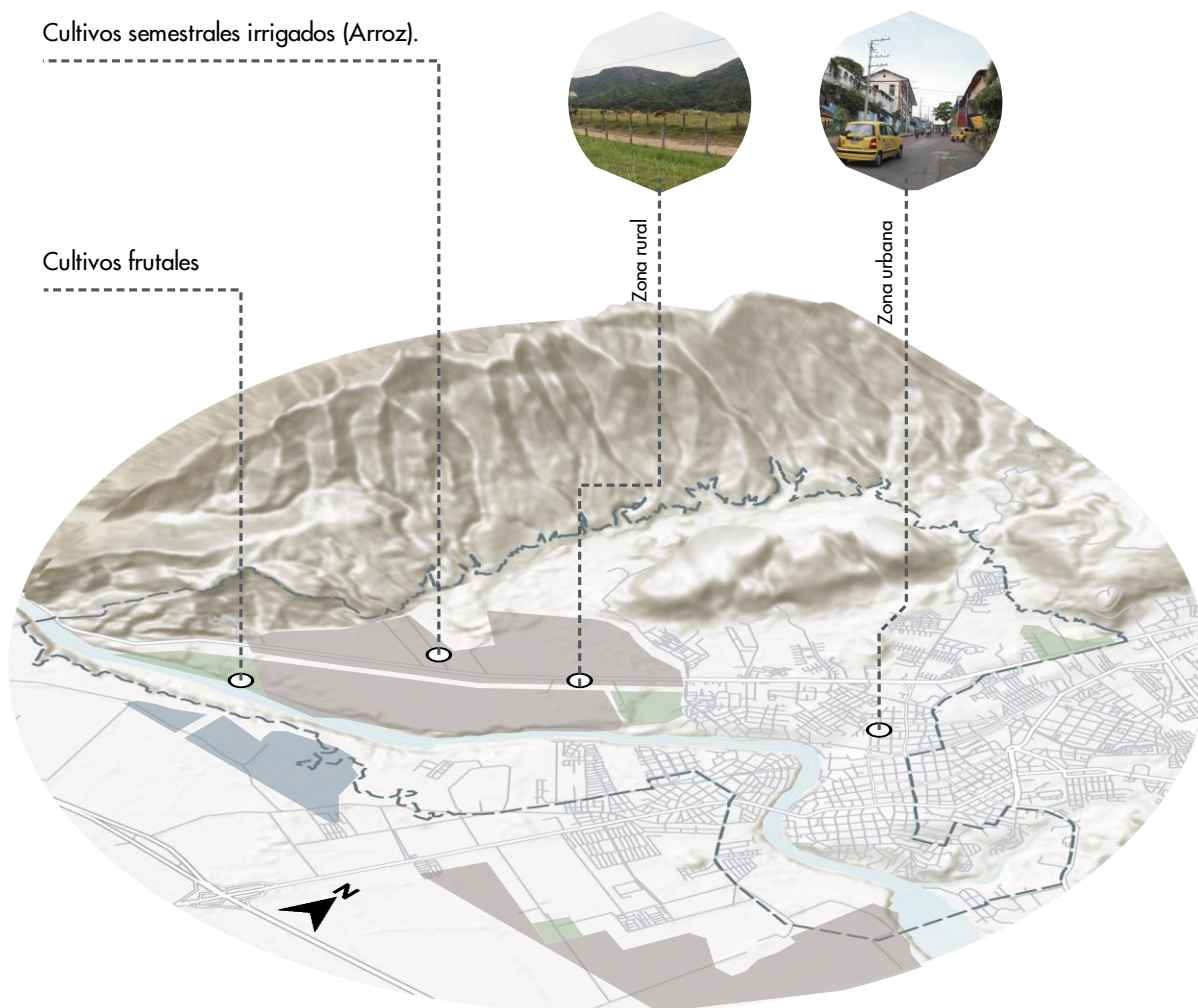 Cultivos semestrales irrigados (Arroz).
Cultivos frutales
Zona rural
Zona urbana
N